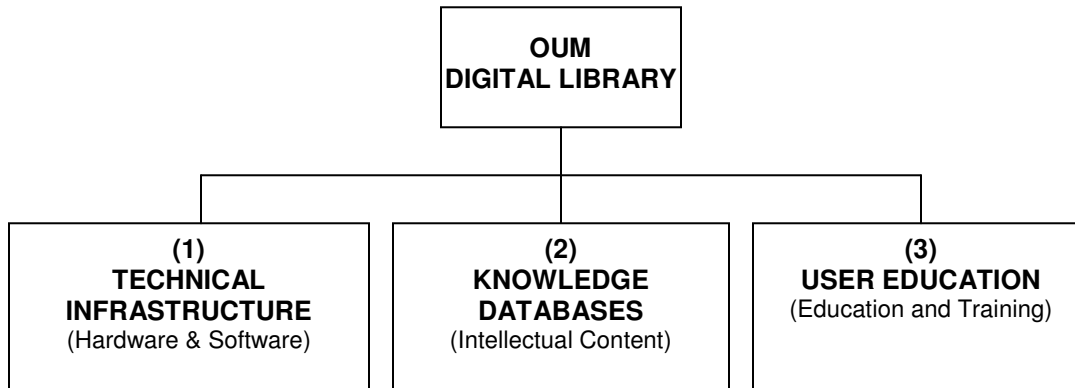 OUM
DIGITAL LIBRARY
(1)
TECHNICAL
INFRASTRUCTURE
(Hardware & Software)
(2)
KNOWLEDGE
DATABASES
(Intellectual Content)
(3)
USER EDUCATION
(Education and Training)